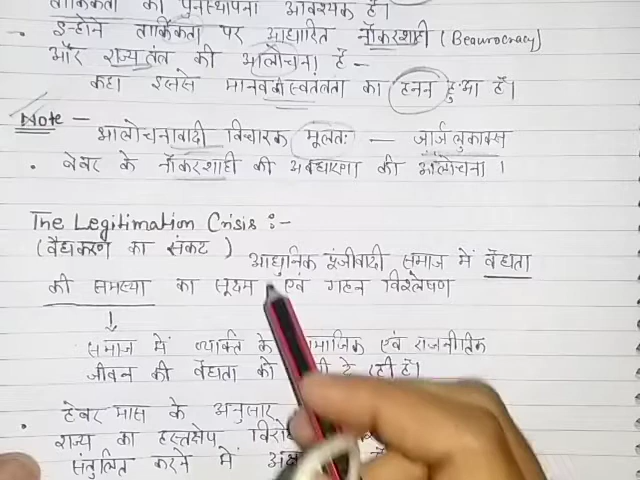 तार्किकता की पुनर्स्थापना आवश्यक है।
- इन्होने तार्किकता पर आधारित नौकरशाही (Beaurocracy)
और राज्य तंत्र की आलोचना है -
कहा इससे मानव की स्वतंत्रता का हनन हुआ है।
Note -
आलोचनावादी विचारक मूलतः - जार्ज लुकाक्स
• वेबर के नौकरशाही की अवधारणा की आलोचना।
The Legitimation Crisis :-
(वैधकरण का संकट)
आधुनिक पूंजीवादी समाज में वैधता
की समस्या का सूक्ष्म एवं गहन विश्लेषण
↓
समाज में व्यक्ति के सामाजिक एवं राजनीतिक
जीवन की वैधता को दे रही है।
• हेबर मास के अनुसार
राज्य का हस्तक्षेप
संतुलित करने में